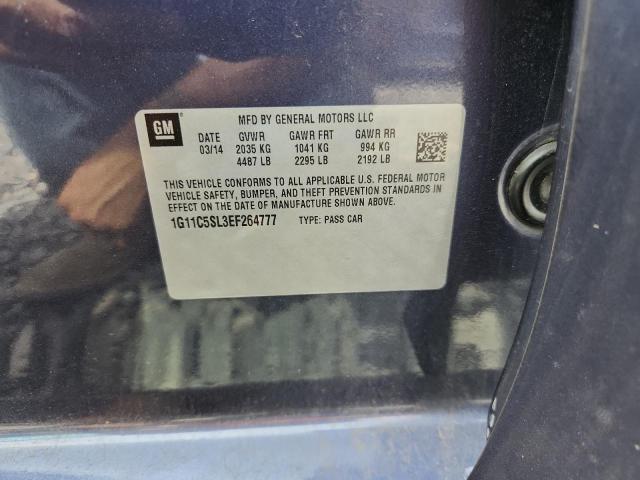 GM
MFD BY GENERAL MOTORS LLC
DATE GVWR GAWR FRT GAWR RR
03/14 2035 KG 1041 KG 994 KG
4487 LB 2295 LB 2192 LB
THIS VEHICLE CONFORMS TO ALL APPLICABLE U.S. FEDERAL MOTOR
VEHICLE SAFETY, BUMPER, AND THEFT PREVENTION STANDARDS IN
EFFECT ON THE DATE OF MANUFACTURE SHOWN ABOVE.
1G11C5SL3EF264777 TYPE: PASS CAR